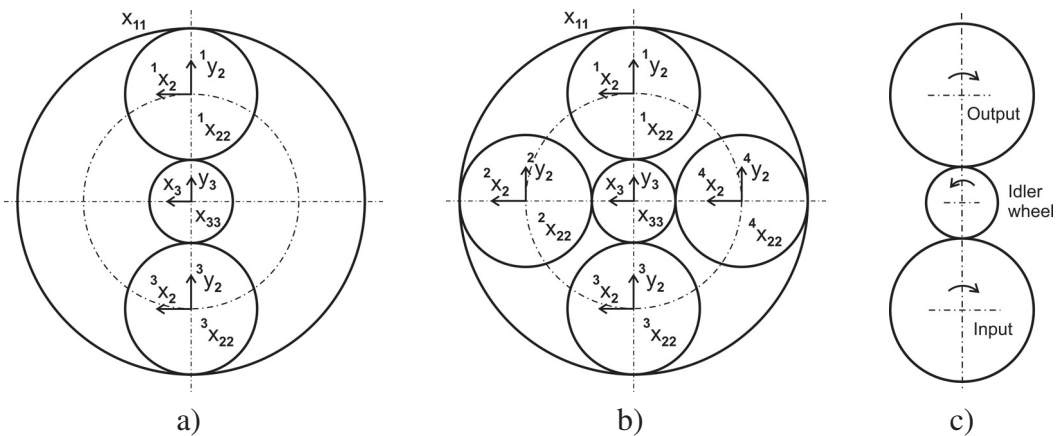 x₁₁
¹x₂ ¹y₂
¹x₂₂
x₃ y₃
x₃₃
³x₂ ³y₂
³x₂₂
a)
x₁₁
¹x₂ ¹y₂
¹x₂₂
²x₂ ²y₂
²x₂₂
x₃ y₃
x₃₃
⁴x₂ ⁴y₂
⁴x₂₂
³x₂ ³y₂
³x₂₂
b)
Output
Idler
wheel
Input
c)